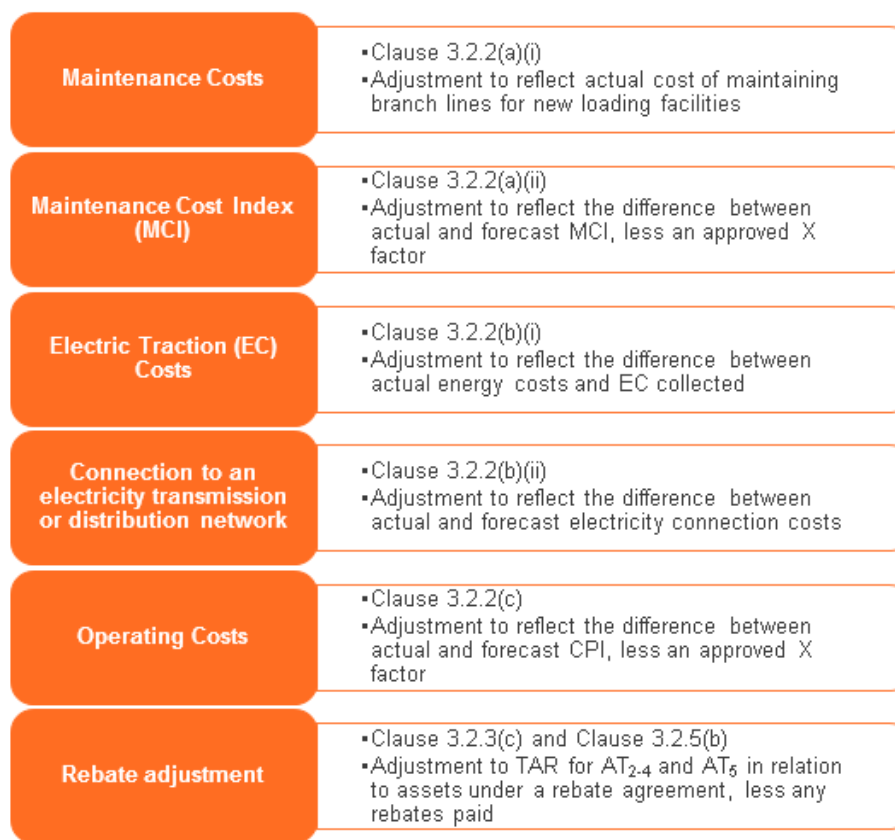 Maintenance Costs
▪Clause 3.2.2(a)(i)
▪Adjustment to reflect actual cost of maintaining
branch lines for new loading facilities
Maintenance Cost Index
(MCI)
▪Clause 3.2.2(a)(ii)
▪Adjustment to reflect the difference between
actual and forecast MCI, less an approved X
factor
Electric Traction (EC)
Costs
▪Clause 3.2.2(b)(i)
▪Adjustment to reflect the difference between
actual energy costs and EC collected
Connection to an
electricity transmission
or distribution network
▪Clause 3.2.2(b)(ii)
▪Adjustment to reflect the difference between
actual and forecast electricity connection costs
Operating Costs
▪Clause 3.2.2(c)
▪Adjustment to reflect the difference between
actual and forecast CPI, less an approved X
factor
Rebate adjustment
▪Clause 3.2.3(c) and Clause 3.2.5(b)
▪Adjustment to TAR for AT₂₋₄ and AT₅ in relation
to assets under a rebate agreement, less any
rebates paid